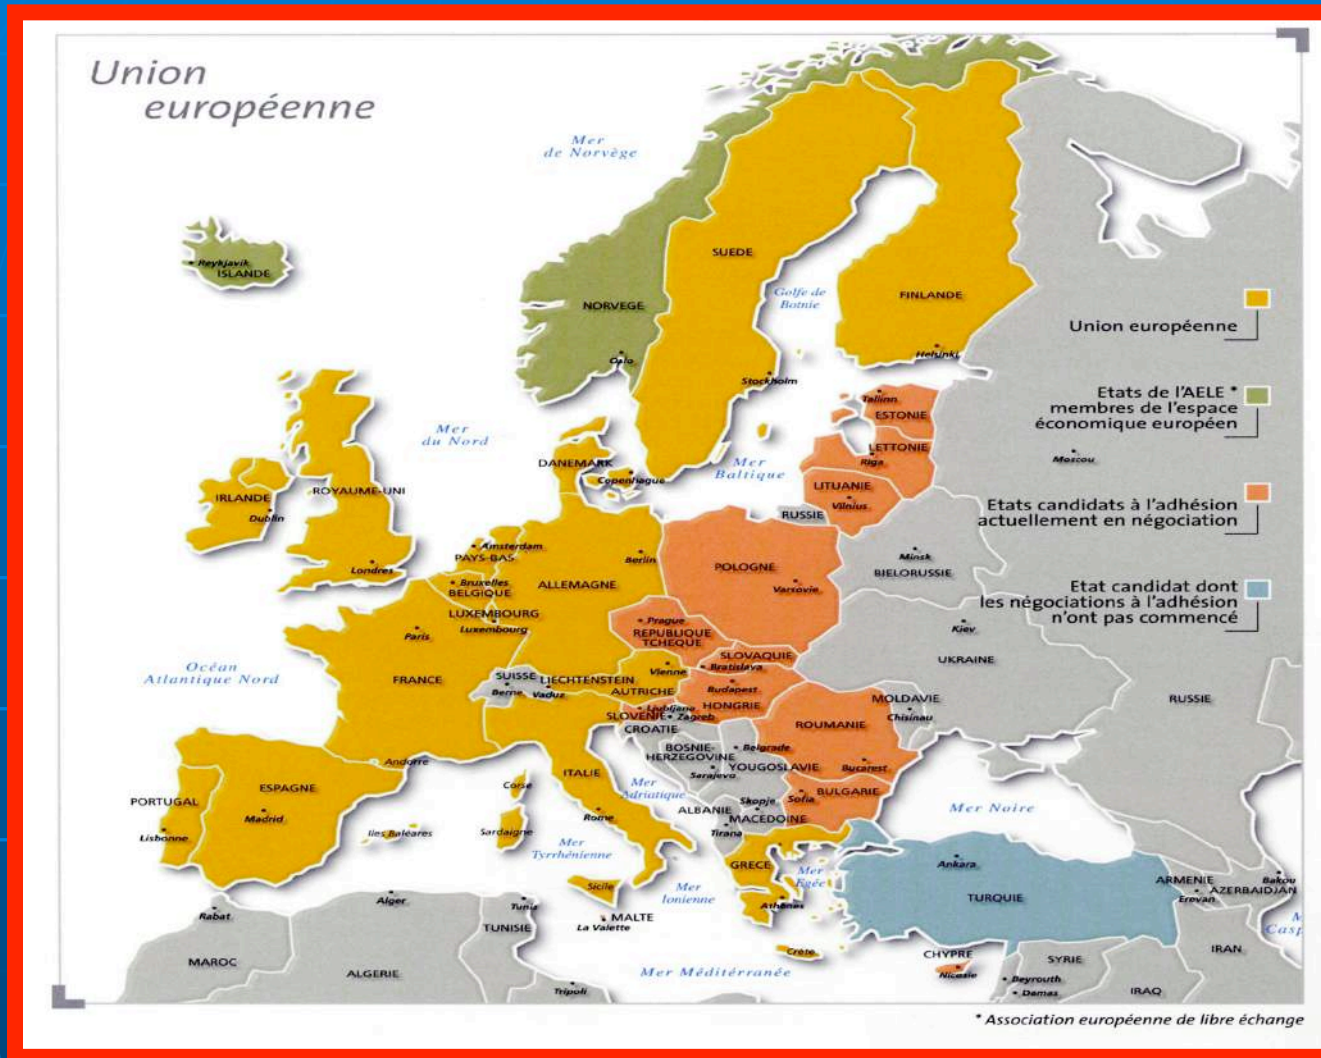 Union
européenne
Mer
de Norvège
Reykjavik
ISLANDE
SUEDE
NORVEGE
Golfe de
Botnie
FINLANDE
Oslo
Stockholm
Helsinki
Union européenne
Etats de l'AELE *
membres de l'espace
économique européen
Etats candidats à l'adhésion
actuellement en négociation
Etat candidat dont
les négociations à l'adhésion
n'ont pas commencé
Mer
du Nord
Mer
Baltique
Tallinn
ESTONIE
LETTONIE
Riga
LITUANIE
Vilnius
RUSSIE
Moscou
DANEMARK
Copenhague
IRLANDE
Dublin
ROYAUME-UNI
Londres
Amsterdam
PAYS-BAS
Bruxelles
BELGIQUE
LUXEMBOURG
Luxembourg
Berlin
ALLEMAGNE
POLOGNE
Varsovie
Minsk
BIELORUSSIE
Kiev
UKRAINE
Prague
REPUBLIQUE
TCHEQUE
SLOVAQUIE
Bratislava
Vienne
AUTRICHE
Budapest
HONGRIE
Paris
FRANCE
SUISSE
Berne
LIECHTENSTEIN
Vaduz
Océan
Atlantique Nord
Ljubljana
SLOVENIE
Zagreb
CROATIE
BOSNIE-
HERZEGOVINE
Sarajevo
Belgrade
YOUGOSLAVIE
ROUMANIE
Bucarest
MOLDAVIE
Chisinau
RUSSIE
Andorre
ESPAGNE
Madrid
PORTUGAL
Lisbonne
Iles Baléares
Corse
Sardaigne
ITALIE
Rome
Mer
Adriatique
Mer
Tyrrhénienne
Sicile
ALBANIE
Tirana
Skopje
MACEDOINE
Sofia
BULGARIE
Mer Noire
GRECE
Athènes
Mer
Egée
Mer
Ionienne
Crète
MALTE
La Valette
Ankara
TURQUIE
ARMENIE
Erevan
AZERBAIDJAN
Bakou
M
Casp
Rabat
MAROC
Alger
ALGERIE
Tunis
TUNISIE
Tripoli
Mer Méditérranée
CHYPRE
Nicosie
SYRIE
Beyrouth
Damas
IRAQ
IRAN
* Association européenne de libre échange